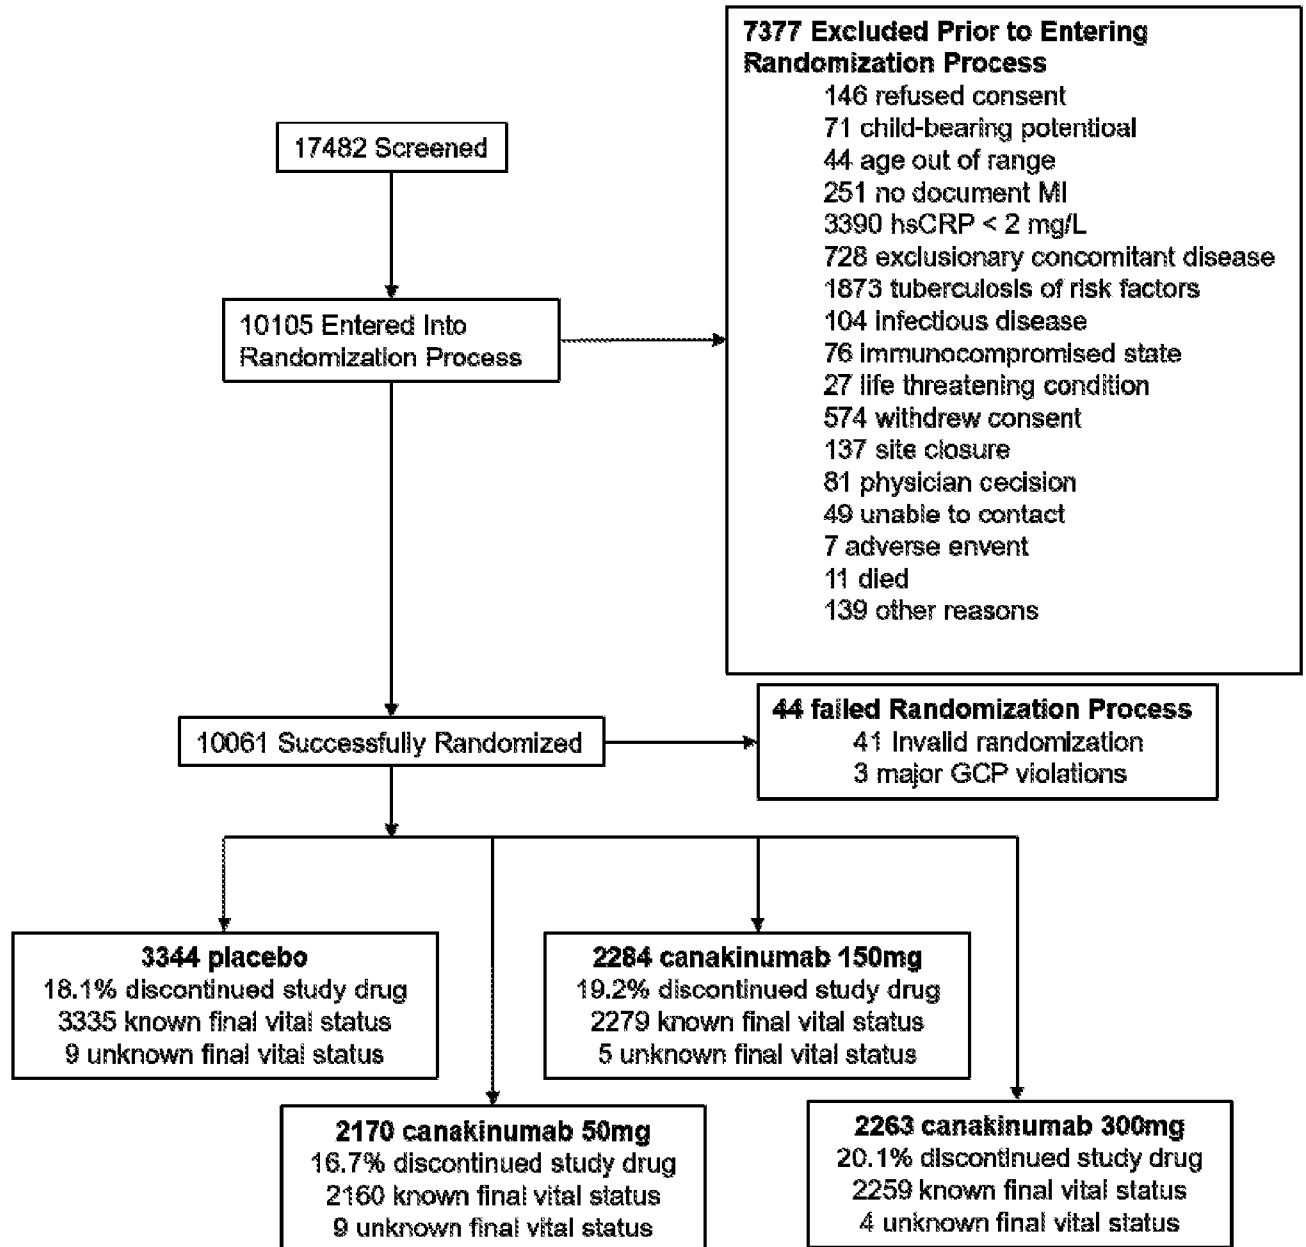 17482 Screened
7377 Excluded Prior to Entering
Randomization Process
146 refused consent
71 child-bearing potentioal
44 age out of range
251 no document MI
3390 hsCRP < 2 mg/L
728 exclusionary concomitant disease
1873 tuberculosis of risk factors
104 infectious disease
76 immunocompromised state
27 life threatening condition
574 withdrew consent
137 site closure
81 physician cecision
49 unable to contact
7 adverse envent
11 died
139 other reasons
10105 Entered Into
Randomization Process
10061 Successfully Randomized
44 failed Randomization Process
41 Invalid randomization
3 major GCP violations
3344 placebo
18.1% discontinued study drug
3335 known final vital status
9 unknown final vital status
2170 canakinumab 50mg
16.7% discontinued study drug
2160 known final vital status
9 unknown final vital status
2284 canakinumab 150mg
19.2% discontinued study drug
2279 known final vital status
5 unknown final vital status
2263 canakinumab 300mg
20.1% discontinued study drug
2259 known final vital status
4 unknown final vital status